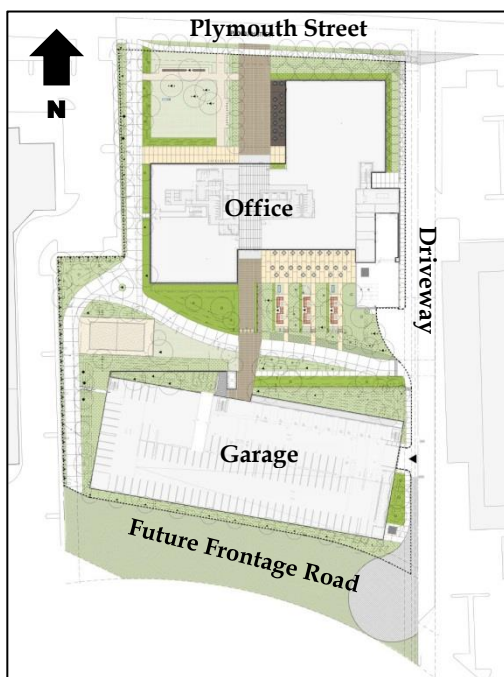 Plymouth Street
N
Office
Driveway
Garage
Future Frontage Road